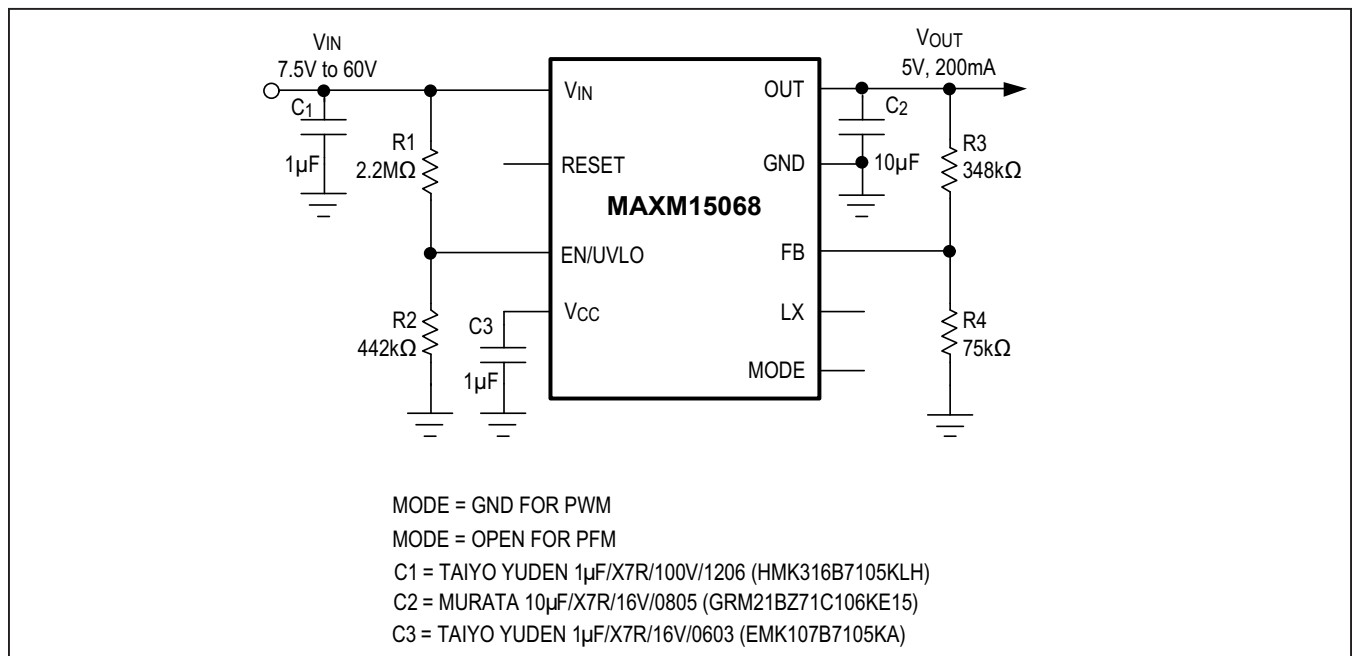 VIN
7.5V to 60V
C1
1µF
R1
2.2MΩ
R2
442kΩ
C3
1µF
VIN
RESET
EN/UVLO
VCC
MAXM15068
OUT
GND
FB
LX
MODE
VOUT
5V, 200mA
C2
10µF
R3
348kΩ
R4
75kΩ
MODE = GND FOR PWM
MODE = OPEN FOR PFM
C1 = TAIYO YUDEN 1µF/X7R/100V/1206 (HMK316B7105KLH)
C2 = MURATA 10µF/X7R/16V/0805 (GRM21BZ71C106KE15)
C3 = TAIYO YUDEN 1µF/X7R/16V/0603 (EMK107B7105KA)